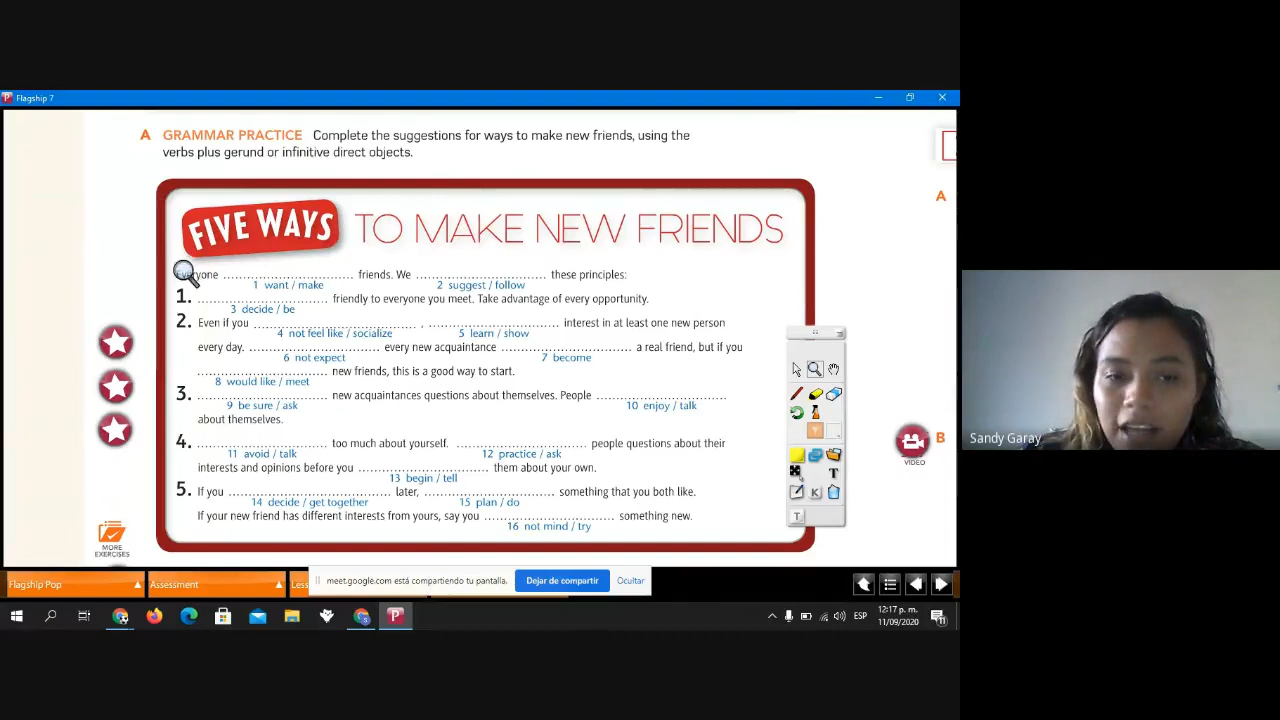 Flagship 7
A GRAMMAR PRACTICE Complete the suggestions for ways to make new friends, using the
verbs plus gerund or infinitive direct objects.
A
FIVE WAYS TO MAKE NEW FRIENDS
Everyone ................................ friends. We ................................ these principles:
1 want / make 2 suggest / follow
1. ................................ friendly to everyone you meet. Take advantage of every opportunity.
3 decide / be
2. Even if you ........................................ , ................................ interest in at least one new person
4 not feel like / socialize 5 learn / show
every day. ................................ every new acquaintance ................................ a real friend, but if you
6 not expect 7 become
................................ new friends, this is a good way to start.
8 would like / meet
3. ................................ new acquaintances questions about themselves. People ................................
9 be sure / ask 10 enjoy / talk
about themselves.
4. ................................ too much about yourself. ................................ people questions about their
11 avoid / talk 12 practice / ask
interests and opinions before you ................................ them about your own.
13 begin / tell
5. If you ........................................ later, ................................ something that you both like.
14 decide / get together 15 plan / do
If your new friend has different interests from yours, say you ................................ something new.
16 not mind / try
MORE
EXERCISES
VIDEO
B
T
K
T
Sandy Garay
Flagship Pop
Assessment
Less
meet.google.com está compartiendo tu pantalla.
Dejar de compartir
Ocultar
ESP
12:17 p. m.
11/09/2020
11